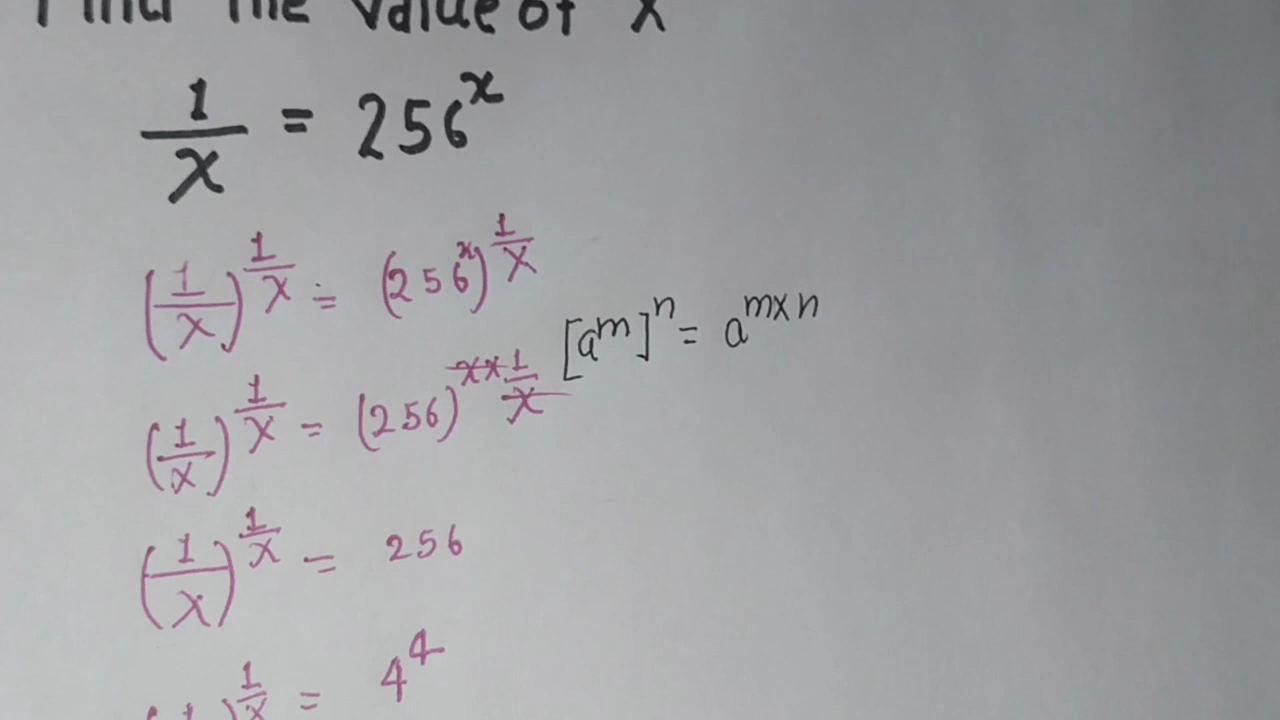 Find The value of x
1/x = 256^x
(1/x)^(1/x) = (256^x)^(1/x)
[a^m]^n = a^(m×n)
(1/x)^(1/x) = (256)^(x×1/x)
(1/x)^(1/x) = 256
(1/x)^(1/x) = 4^4